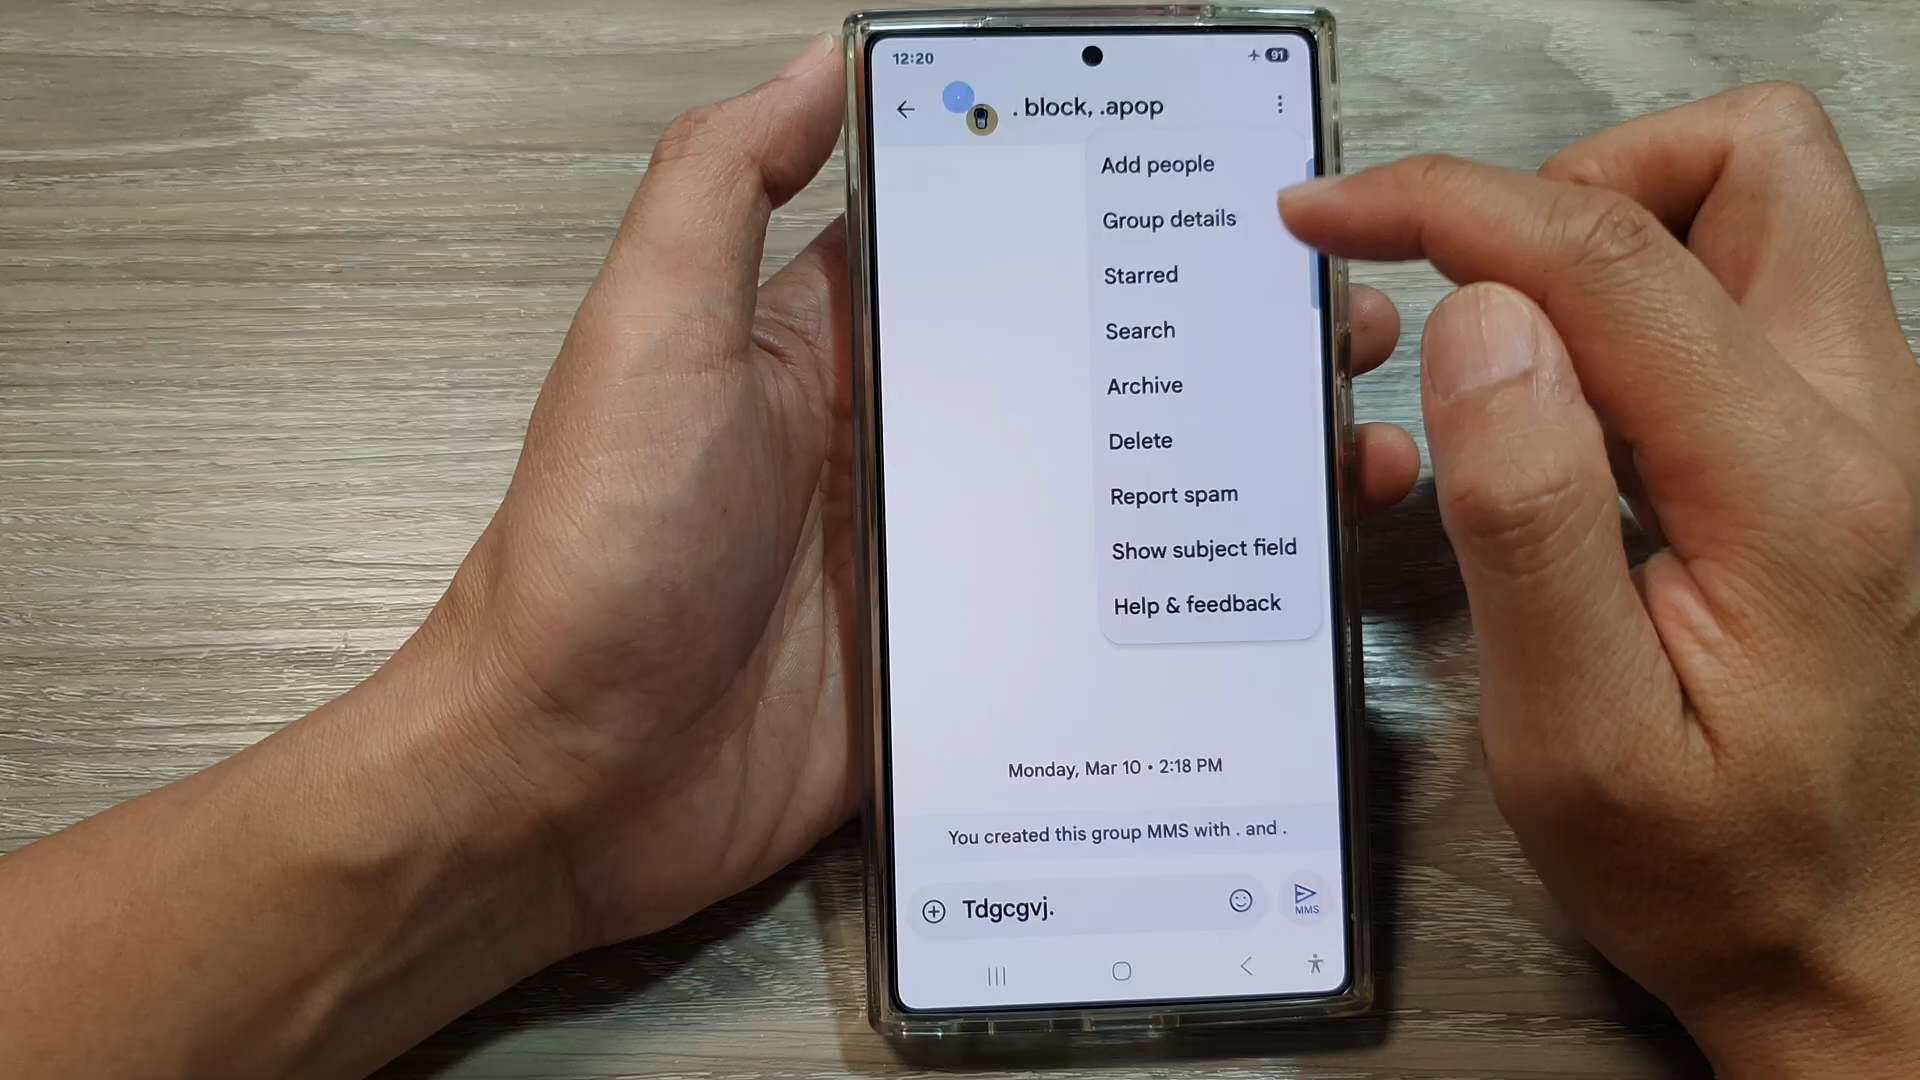 12:20
91
. block, .apop
Add people
Group details
Starred
Search
Archive
Delete
Report spam
Show subject field
Help & feedback
Monday, Mar 10 • 2:18 PM
You created this group MMS with . and .
Tdgcgvj.
MMS